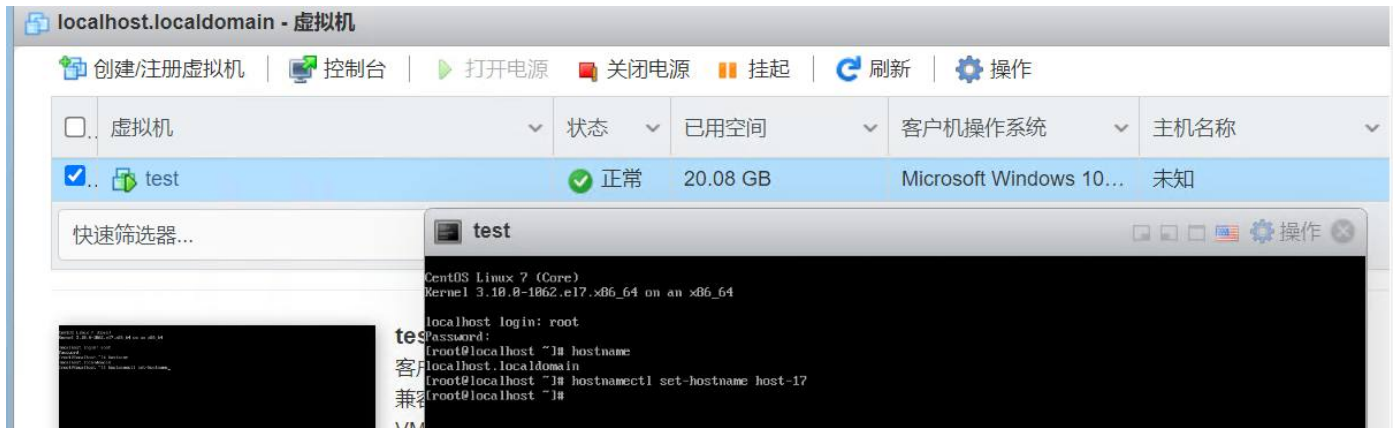 localhost.localdomain - 虚拟机
创建/注册虚拟机 控制台 打开电源 关闭电源 挂起 刷新 操作
虚拟机 状态 已用空间 客户机操作系统 主机名称
test 正常 20.08 GB Microsoft Windows 10... 未知
快速筛选器...
test 操作
CentOS Linux 7 (Core)
Kernel 3.10.0-1062.el7.x86_64 on an x86_64
localhost login: root
Password:
[root@localhost ~]# hostname
localhost.localdomain
[root@localhost ~]# hostnamectl set-hostname host-17
[root@localhost ~]#
tes
客户
兼容
VM